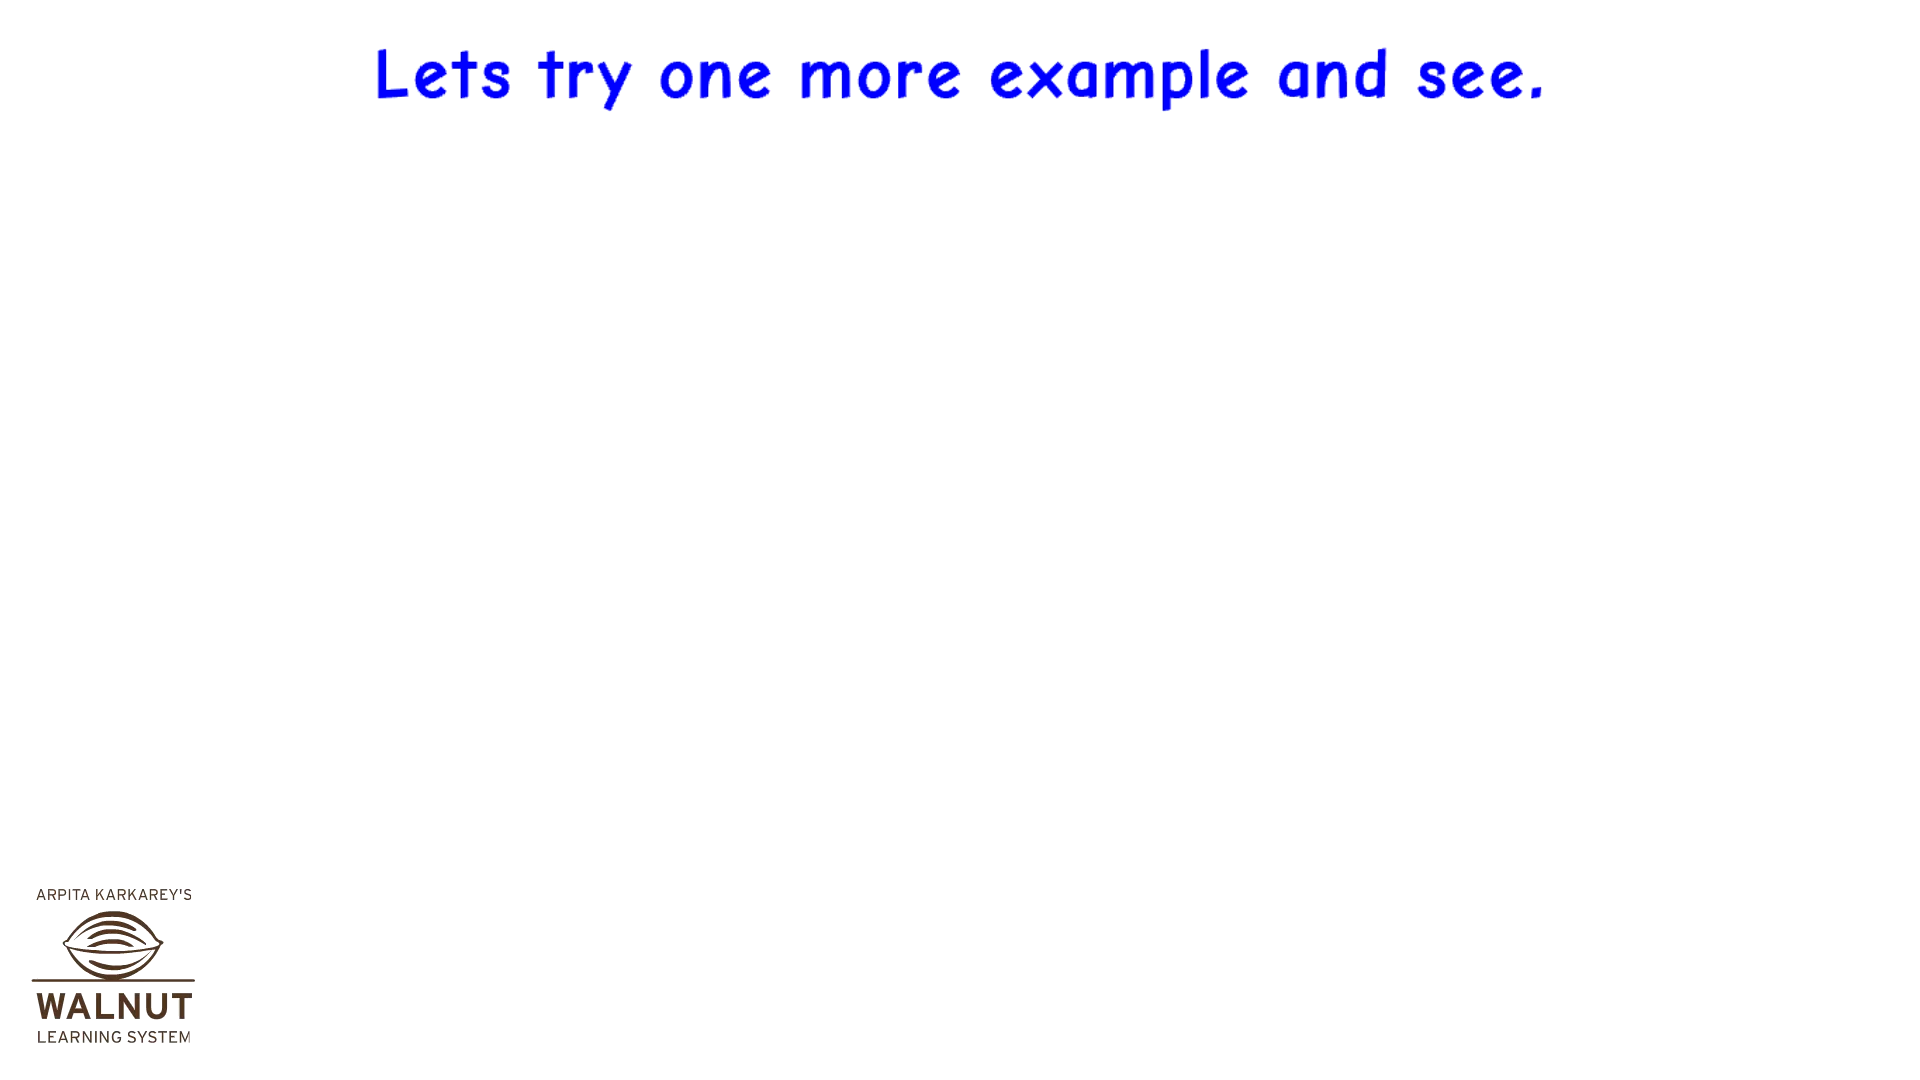 Lets try one more example and see.
ARPITA KARKAREY'S
WALNUT
LEARNING SYSTEM